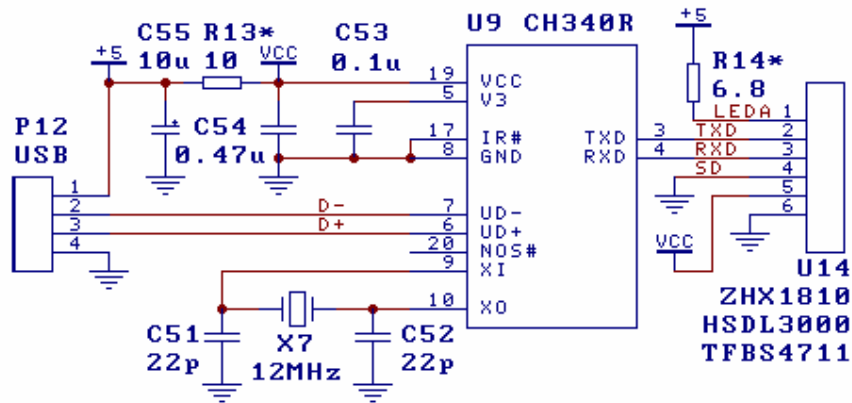 U9 CH340R
C55 R13* VCC C53
+5 10u 10 0.1u
+5
R14*
6.8
19 VCC
5 V3
P12
USB
C54
0.47u
17 IR#
8 GND
TXD 3
RXD 4
LEDA 1
TXD 2
RXD 3
SD 4
5
6
1
2 D- 7 UD-
3 D+ 6 UD+
4
20 NOS#
9 XI
10 XO
VCC
U14
ZHX1810
HSDL3000
TFBS4711
C51
22p
X7
12MHz
C52
22p